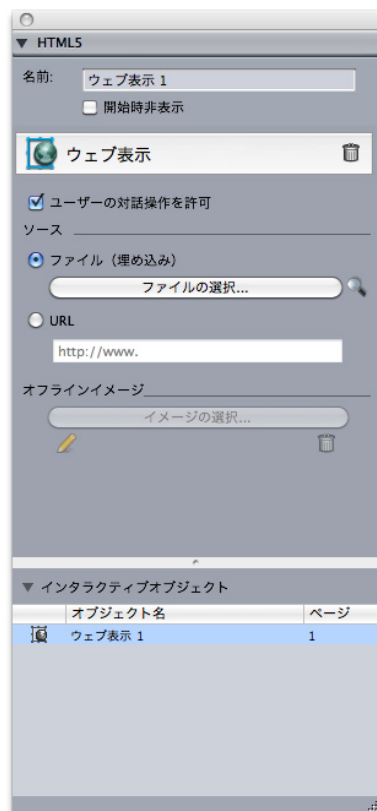 HTML5
名前: ウェブ表示 1
開始時非表示
ウェブ表示
ユーザーの対話操作を許可
ソース
ファイル（埋め込み）
ファイルの選択...
URL
http://www.
オフラインイメージ
イメージの選択...
インタラクティブオブジェクト
オブジェクト名 ページ
ウェブ表示 1 1